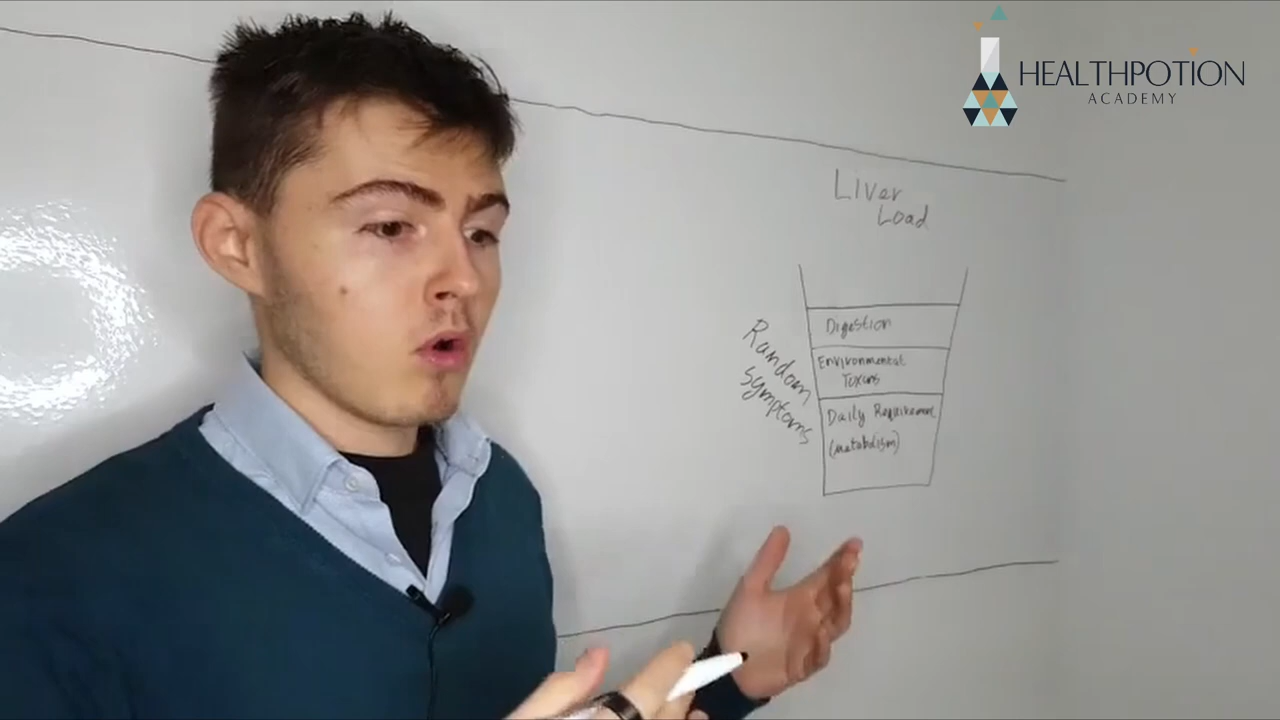 HEALTHPOTION
ACADEMY
Liver
Load
Digestion
Environmental
Toxins
Daily Requirement
(metabolism)
Random
symptoms